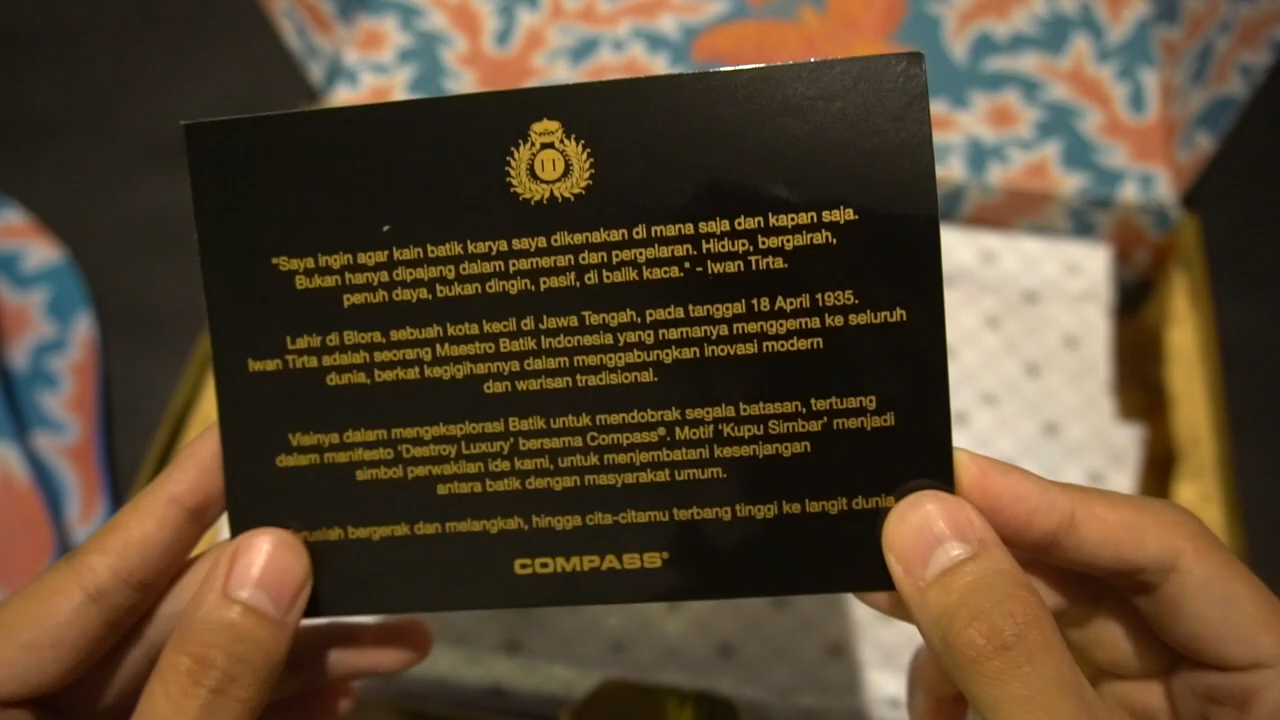 IT
"Saya ingin agar kain batik karya saya dikenakan di mana saja dan kapan saja.
Bukan hanya dipajang dalam pameran dan pergelaran. Hidup, bergairah,
penuh daya, bukan dingin, pasif, di balik kaca." - Iwan Tirta.
Lahir di Blora, sebuah kota kecil di Jawa Tengah, pada tanggal 18 April 1935.
Iwan Tirta adalah seorang Maestro Batik Indonesia yang namanya menggema ke seluruh
dunia, berkat kegigihannya dalam menggabungkan inovasi modern
dan warisan tradisional.
Visinya dalam mengeksplorasi Batik untuk mendobrak segala batasan, tertuang
dalam manifesto 'Destroy Luxury' bersama Compass®. Motif 'Kupu Simbar' menjadi
simbol perwakilan ide kami, untuk menjembatani kesenjangan
antara batik dengan masyarakat umum.
bergerak dan melangkah, hingga cita-citamu terbang tinggi ke langit dunia
COMPASS®